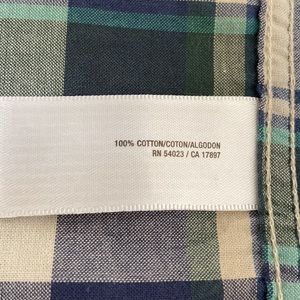 100% COTTON/COTON/ALGODON
RN 54023 / CA 17897